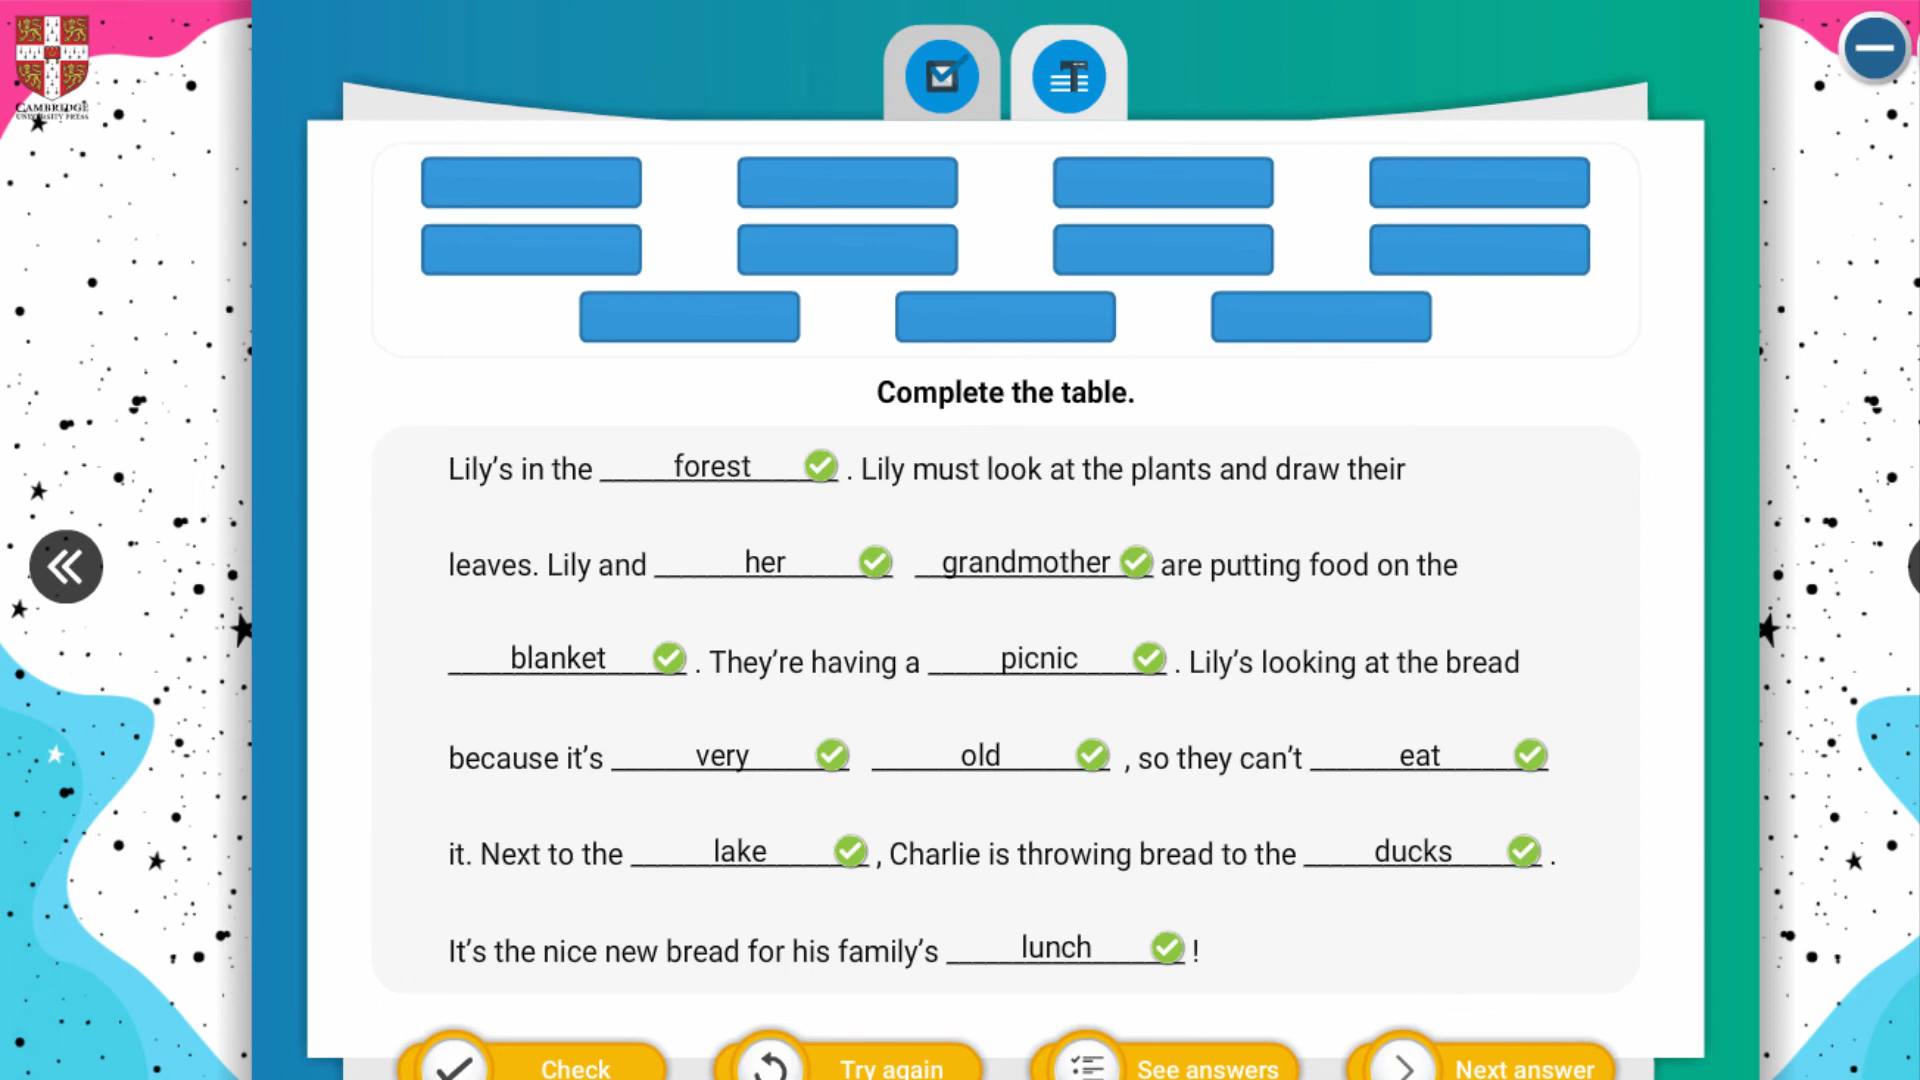 CAMBRIDGE
UNIVERSITY PRESS
Complete the table.
Lily’s in the forest . Lily must look at the plants and draw their
leaves. Lily and her grandmother are putting food on the
blanket . They’re having a picnic . Lily’s looking at the bread
because it’s very old , so they can’t eat
it. Next to the lake , Charlie is throwing bread to the ducks .
It’s the nice new bread for his family’s lunch !
Check
Try again
See answers
Next answer